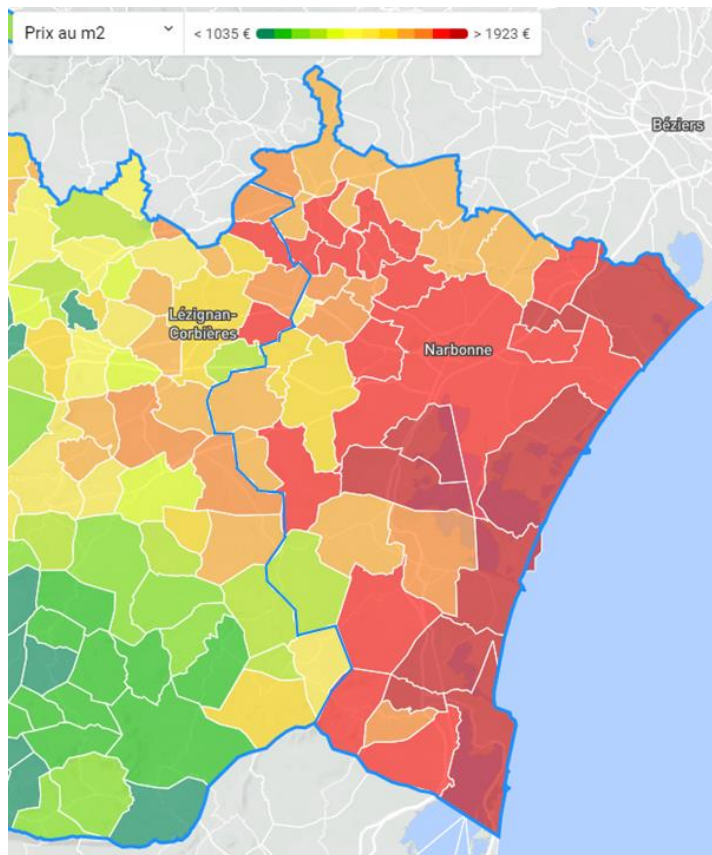 Prix au m2
< 1035 €
> 1923 €
Béziers
Lézignan-
Corbières
Narbonne